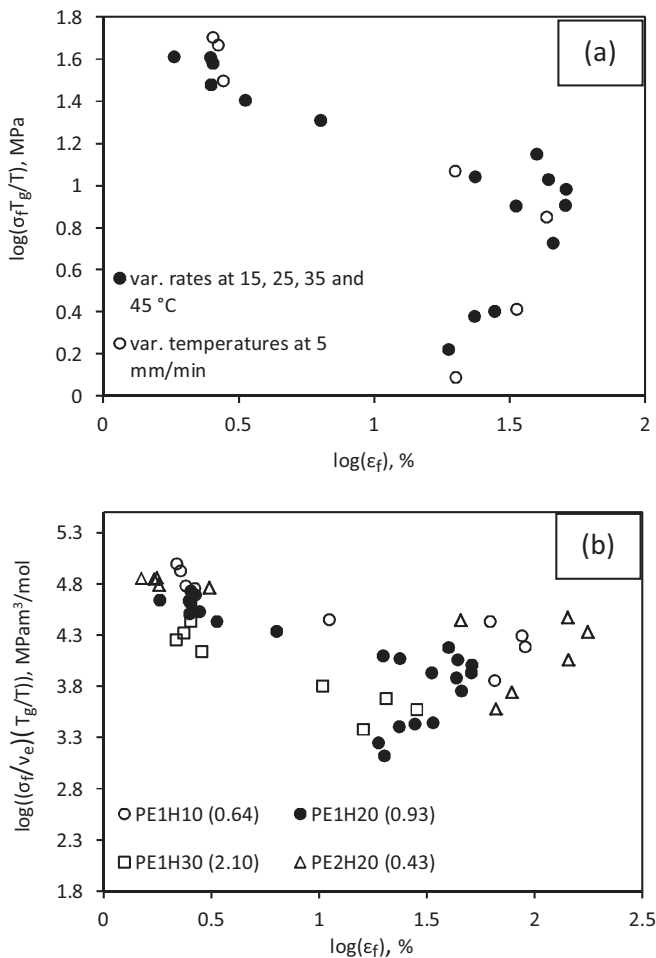 1.8
(a)
1.6
1.4
1.2
1
0.8
0.6
0.4
0.2
0
log(σfTg/T), MPa
var. rates at 15, 25, 35 and
45 °C
var. temperatures at 5
mm/min
0
0.5
1
1.5
2
log(εf), %
5.3
(b)
4.8
4.3
3.8
3.3
2.8
2.3
1.8
log((σf/νe)( Tg/T)), MPam³/mol
PE1H10 (0.64)
PE1H20 (0.93)
PE1H30 (2.10)
PE2H20 (0.43)
0
0.5
1
1.5
2
2.5
log(εf), %